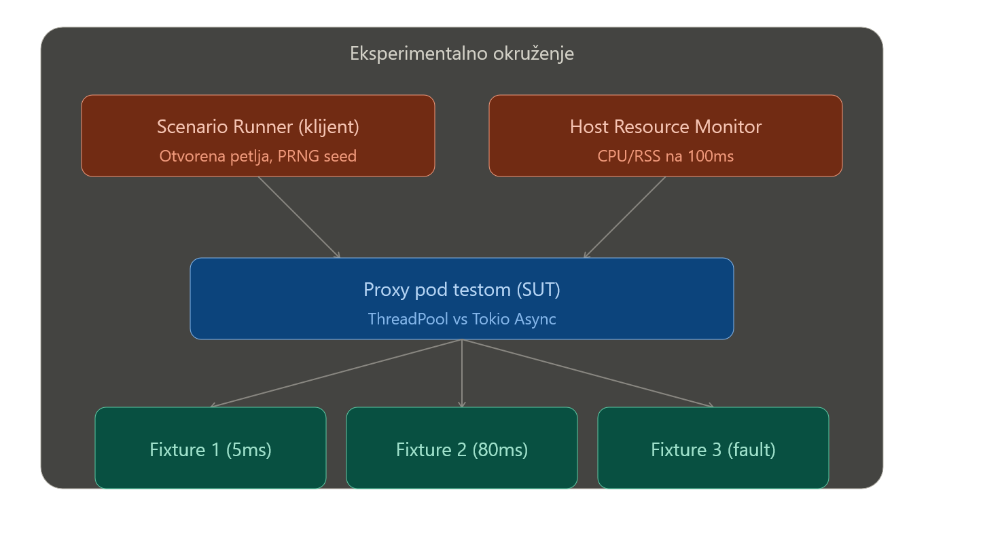 Eksperimentalno okruženje
Scenario Runner (klijent)
Otvorena petlja, PRNG seed
Host Resource Monitor
CPU/RSS na 100ms
Proxy pod testom (SUT)
ThreadPool vs Tokio Async
Fixture 1 (5ms)
Fixture 2 (80ms)
Fixture 3 (fault)